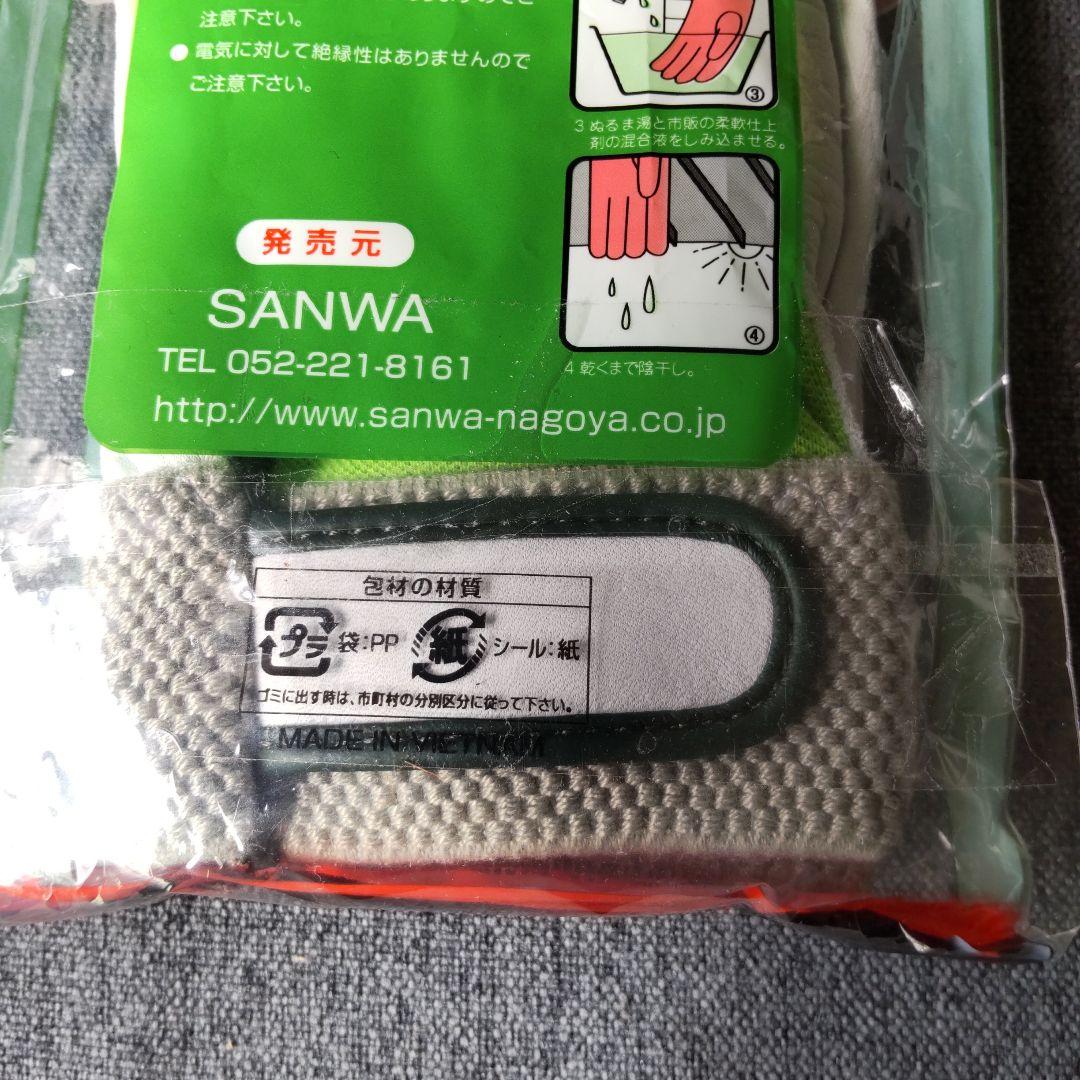 注意下さい。
●電気に対して絶縁性はありませんので
ご注意下さい。
③
3 ぬるま湯と市販の柔軟仕上
剤の混合液をしみ込ませる。
④
4 乾くまで陰干し。
発売元
SANWA
TEL 052-221-8161
http://www.sanwa-nagoya.co.jp
包材の材質
プラ 袋:PP 紙 シール:紙
ゴミに出す時は、市町村の分別区分に従って下さい。
MADE IN VIETNAM